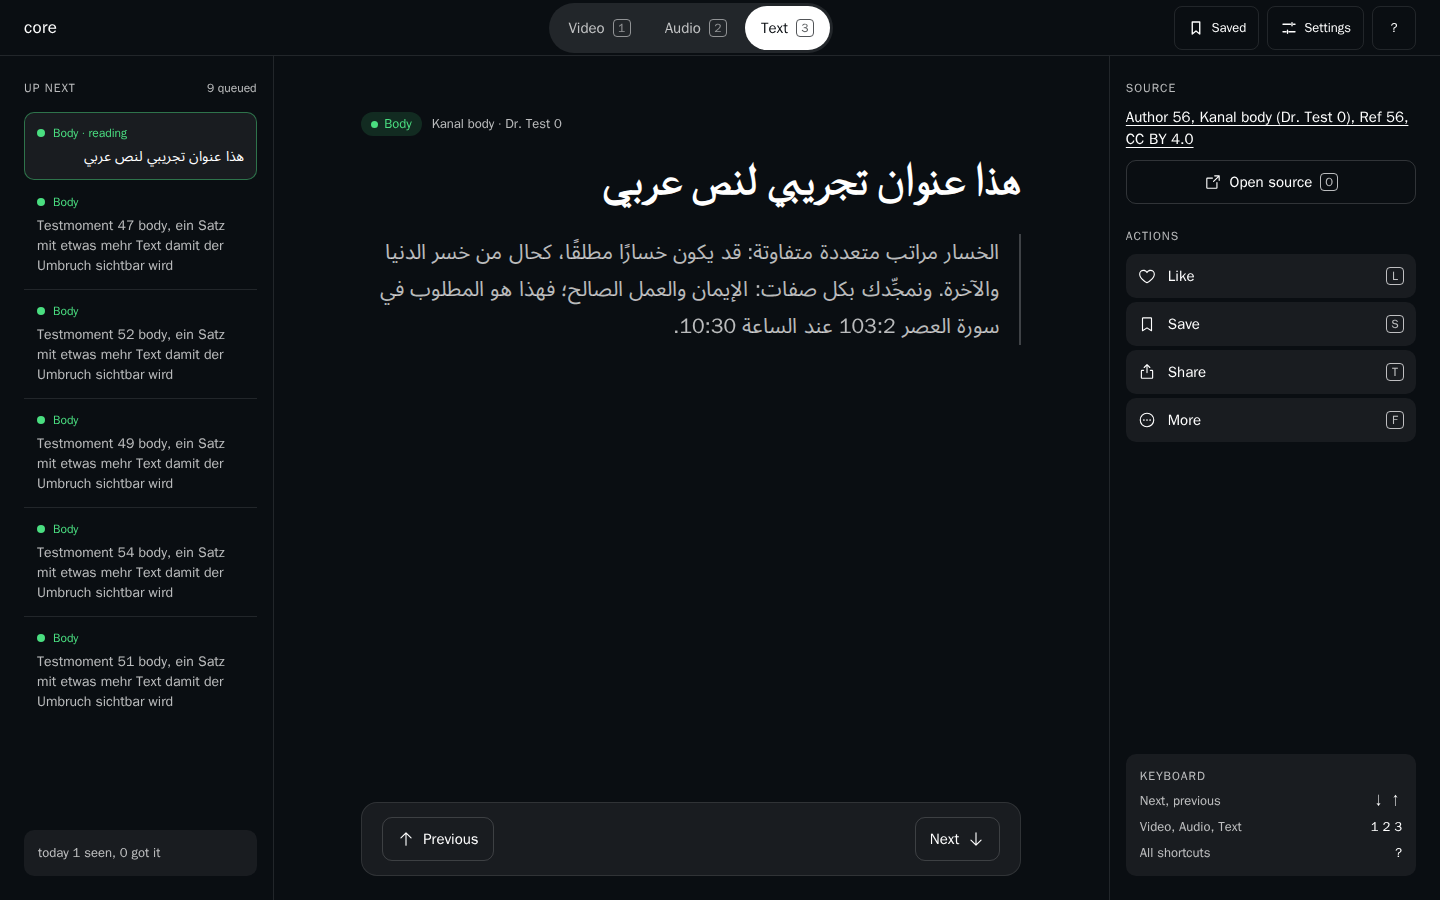 core
Video 1
Audio 2
Text 3
Saved
Settings
?
UP NEXT
9 queued
Body · reading
هذا عنوان تجريبي لنص عربي
Body
Testmoment 47 body, ein Satz
mit etwas mehr Text damit der
Umbruch sichtbar wird
Body
Testmoment 52 body, ein Satz
mit etwas mehr Text damit der
Umbruch sichtbar wird
Body
Testmoment 49 body, ein Satz
mit etwas mehr Text damit der
Umbruch sichtbar wird
Body
Testmoment 54 body, ein Satz
mit etwas mehr Text damit der
Umbruch sichtbar wird
Body
Testmoment 51 body, ein Satz
mit etwas mehr Text damit der
Umbruch sichtbar wird
today 1 seen, 0 got it
Body
Kanal body · Dr. Test 0
هذا عنوان تجريبي لنص عربي
الخسار مراتب متعددة متفاوتة: قد يكون خسارًا مطلقًا، كحال من خسر الدنيا
والآخرة. ونمجِّدك بكل صفات: الإيمان والعمل الصالح؛ فهذا هو المطلوب في
سورة العصر 103:2 عند الساعة 10:30.
Previous
Next
SOURCE
Author 56, Kanal body (Dr. Test 0), Ref 56,
CC BY 4.0
Open source O
ACTIONS
Like L
Save S
Share T
More F
KEYBOARD
Next, previous ↓ ↑
Video, Audio, Text 1 2 3
All shortcuts ?